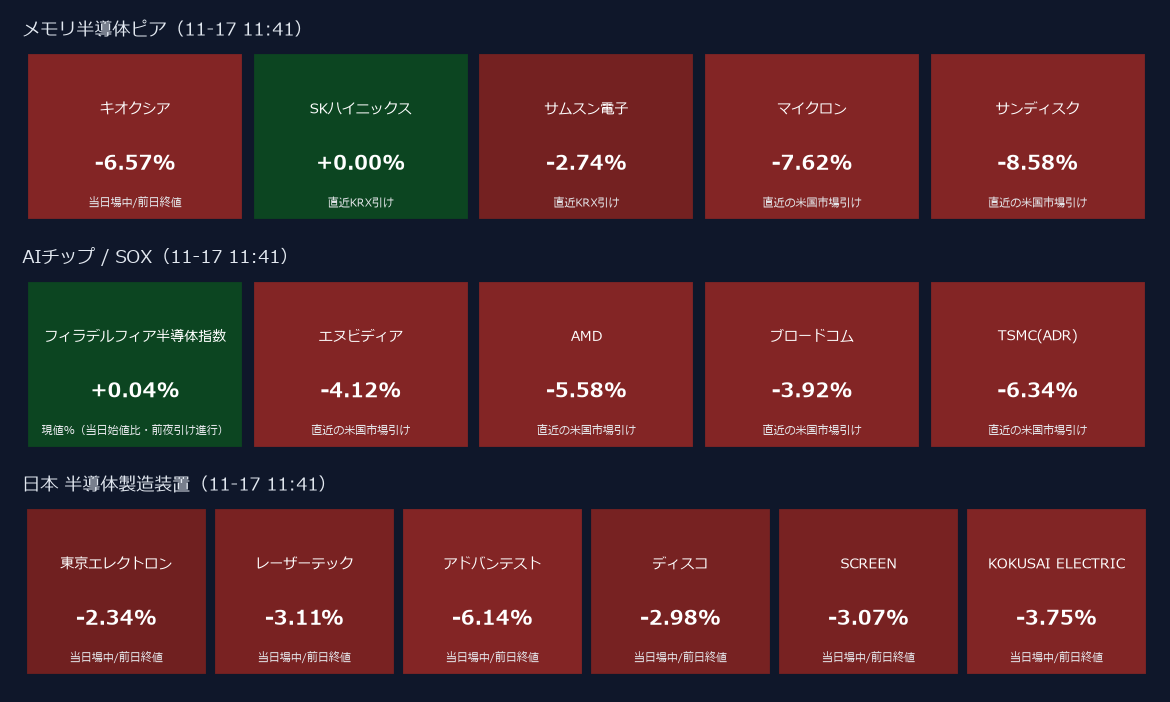 メモリ半導体ピア（11-17 11:41）
キオクシア
-6.57%
当日場中/前日終値
SKハイニックス
+0.00%
直近KRX引け
サムスン電子
-2.74%
直近KRX引け
マイクロン
-7.62%
直近の米国市場引け
サンディスク
-8.58%
直近の米国市場引け
AIチップ / SOX（11-17 11:41）
フィラデルフィア半導体指数
+0.04%
現値%（当日始値比・前夜引け進行）
エヌビディア
-4.12%
直近の米国市場引け
AMD
-5.58%
直近の米国市場引け
ブロードコム
-3.92%
直近の米国市場引け
TSMC(ADR)
-6.34%
直近の米国市場引け
日本 半導体製造装置（11-17 11:41）
東京エレクトロン
-2.34%
当日場中/前日終値
レーザーテック
-3.11%
当日場中/前日終値
アドバンテスト
-6.14%
当日場中/前日終値
ディスコ
-2.98%
当日場中/前日終値
SCREEN
-3.07%
当日場中/前日終値
KOKUSAI ELECTRIC
-3.75%
当日場中/前日終値